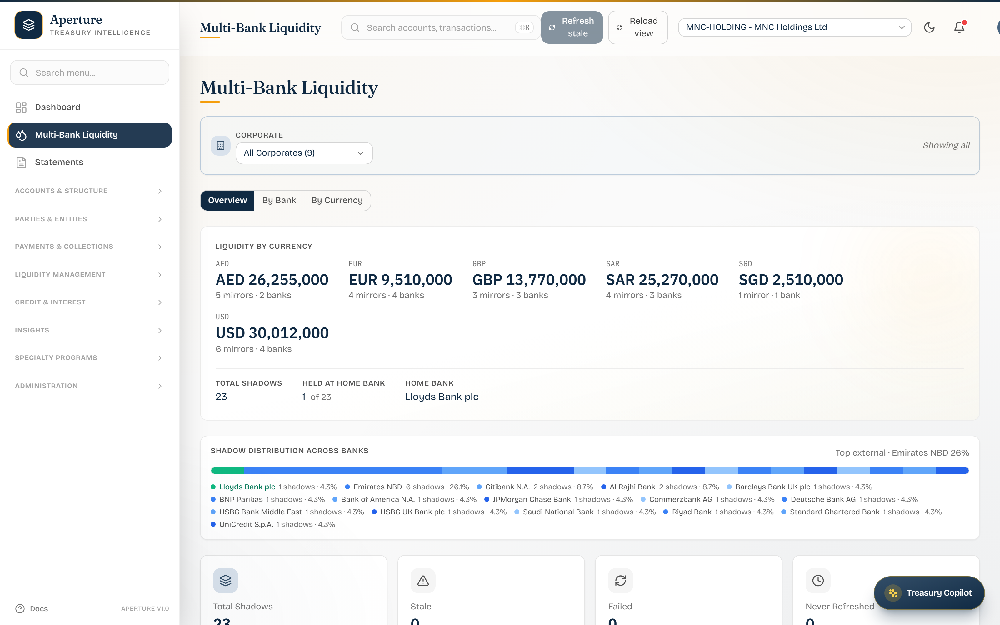 Aperture
TREASURY INTELLIGENCE
Search menu...
Dashboard
Multi-Bank Liquidity
Statements
ACCOUNTS & STRUCTURE
PARTIES & ENTITIES
PAYMENTS & COLLECTIONS
LIQUIDITY MANAGEMENT
CREDIT & INTEREST
INSIGHTS
SPECIALTY PROGRAMS
ADMINISTRATION
Docs APERTURE V1.0
Multi-Bank Liquidity
Search accounts, transactions... ⌘K
Refresh stale
Reload view
MNC-HOLDING - MNC Holdings Ltd
Multi-Bank Liquidity
CORPORATE
All Corporates (9)
Showing all
Overview By Bank By Currency
LIQUIDITY BY CURRENCY
AED EUR GBP SAR SGD
AED 26,255,000 EUR 9,510,000 GBP 13,770,000 SAR 25,270,000 SGD 2,510,000
5 mirrors · 2 banks 4 mirrors · 4 banks 3 mirrors · 3 banks 4 mirrors · 3 banks 1 mirror · 1 bank
USD
USD 30,012,000
6 mirrors · 4 banks
TOTAL SHADOWS HELD AT HOME BANK HOME BANK
23 1 of 23 Lloyds Bank plc
SHADOW DISTRIBUTION ACROSS BANKS Top external · Emirates NBD 26%
Lloyds Bank plc 1 shadows · 4.3% Emirates NBD 6 shadows · 26.1% Citibank N.A. 2 shadows · 8.7% Al Rajhi Bank 2 shadows · 8.7% Barclays Bank UK plc 1 shadows · 4.3%
BNP Paribas 1 shadows · 4.3% Bank of America N.A. 1 shadows · 4.3% JPMorgan Chase Bank 1 shadows · 4.3% Commerzbank AG 1 shadows · 4.3% Deutsche Bank AG 1 shadows · 4.3%
HSBC Bank Middle East 1 shadows · 4.3% HSBC UK Bank plc 1 shadows · 4.3% Saudi National Bank 1 shadows · 4.3% Riyad Bank 1 shadows · 4.3% Standard Chartered Bank 1 shadows · 4.3%
UniCredit S.p.A. 1 shadows · 4.3%
Total Shadows Stale Failed Never Refreshed
23 0 0 0
Treasury Copilot